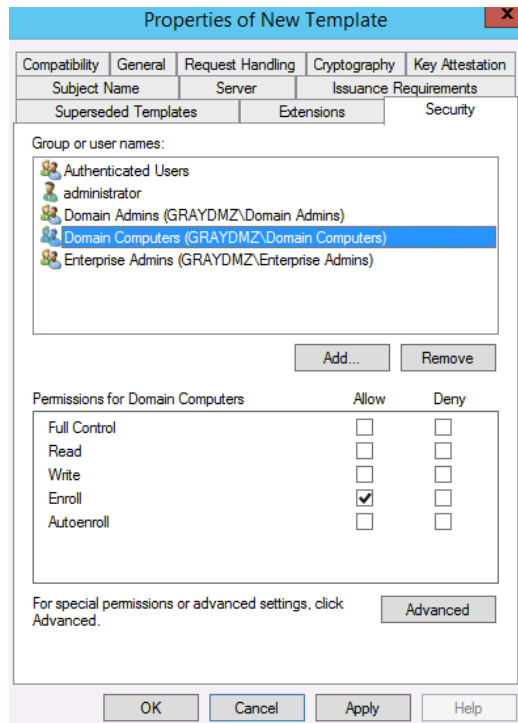 Properties of New Template
x
Compatibility General Request Handling Cryptography Key Attestation
Subject Name Server Issuance Requirements
Superseded Templates Extensions Security
Group or user names:
Authenticated Users
administrator
Domain Admins (GRAYDMZ\Domain Admins)
Domain Computers (GRAYDMZ\Domain Computers)
Enterprise Admins (GRAYDMZ\Enterprise Admins)
Add... Remove
Permissions for Domain Computers Allow Deny
Full Control
Read
Write
Enroll
Autoenroll
For special permissions or advanced settings, click
Advanced.
Advanced
OK Cancel Apply Help